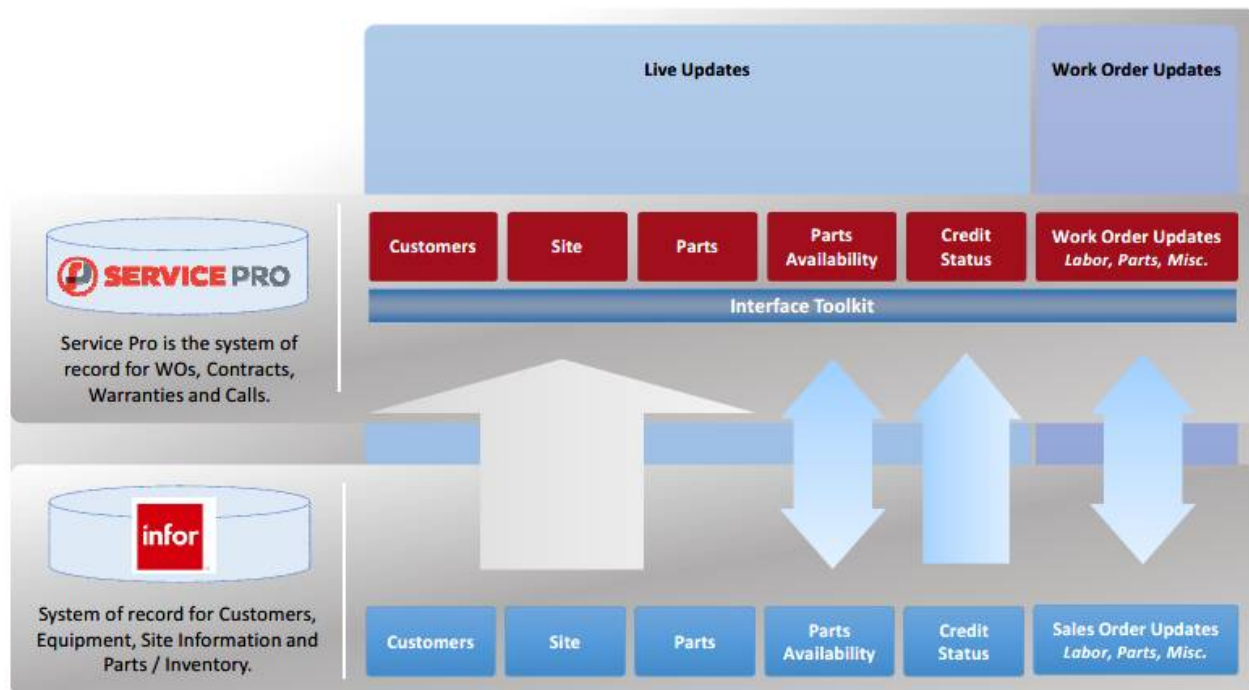 Live Updates
Work Order Updates
SERVICE PRO
Service Pro is the system of
record for WOs, Contracts,
Warranties and Calls.
Customers
Site
Parts
Parts
Availability
Credit
Status
Work Order Updates
Labor, Parts, Misc.
Interface Toolkit
infor
System of record for Customers,
Equipment, Site Information and
Parts / Inventory.
Customers
Site
Parts
Parts
Availability
Credit
Status
Sales Order Updates
Labor, Parts, Misc.